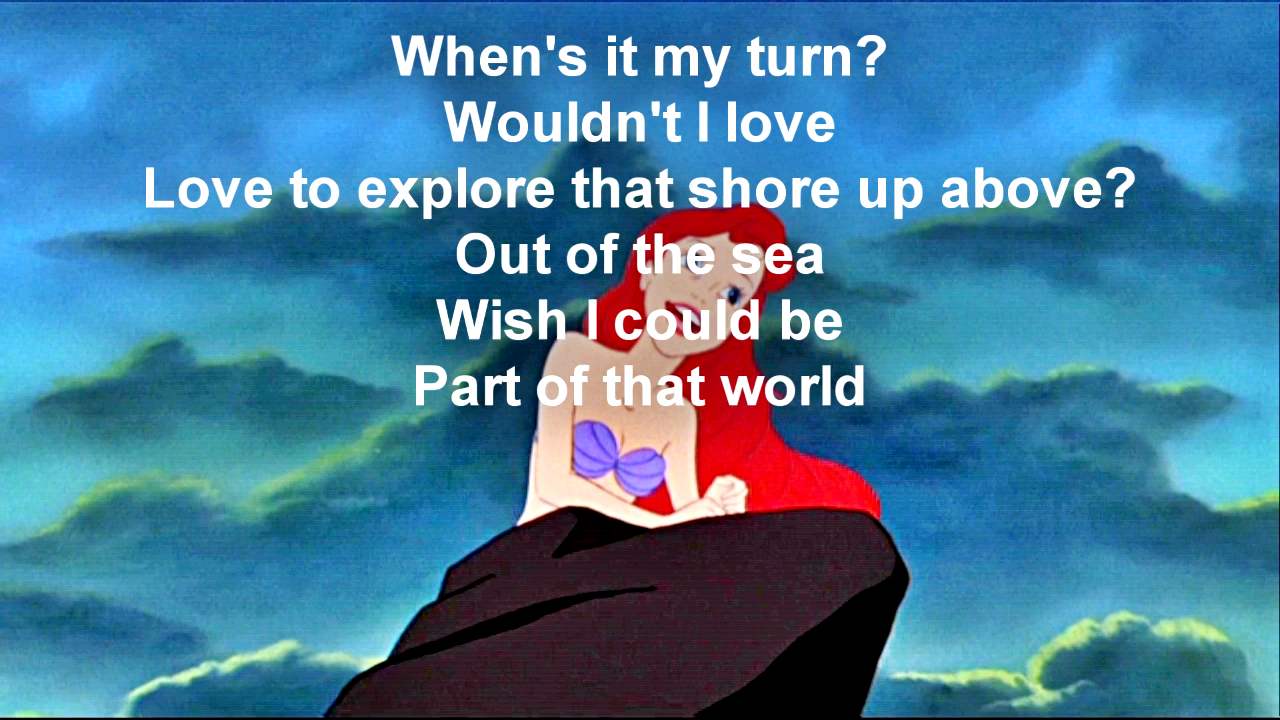 When's it my turn?
Wouldn't I love
Love to explore that shore up above?
Out of the sea
Wish I could be
Part of that world